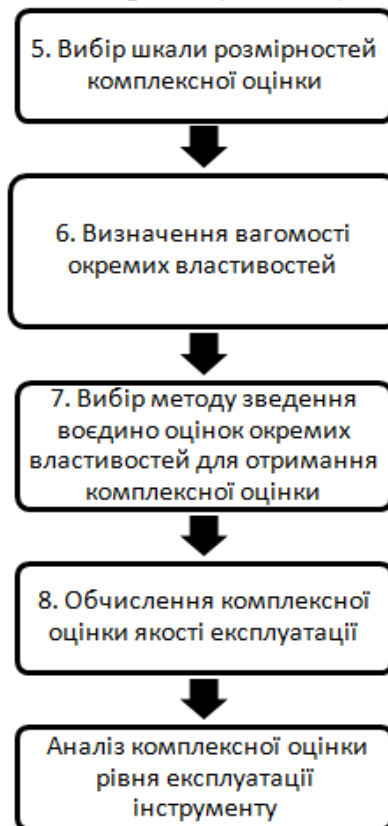 5. Вибір шкали розмірностей
комплексної оцінки
6. Визначення вагомості
окремих властивостей
7. Вибір методу зведення
воєдино оцінок окремих
властивостей для отримання
комплексної оцінки
8. Обчислення комплексної
оцінки якості експлуатації
Аналіз комплексної оцінки
рівня експлуатації
інструменту